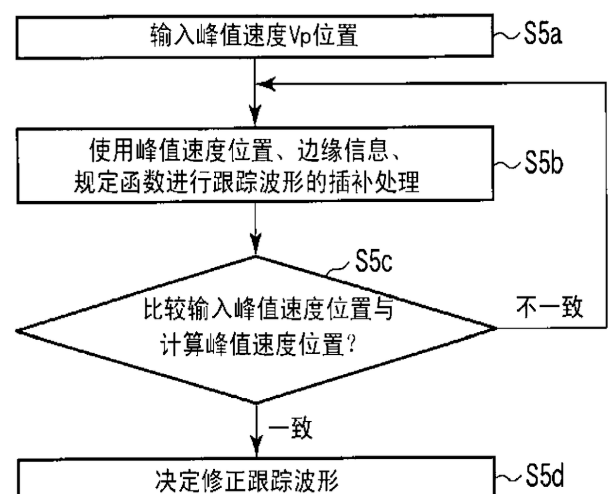 输入峰值速度Vp位置
S5a
使用峰值速度位置、边缘信息、
规定函数进行跟踪波形的插补处理
S5b
S5c
比较输入峰值速度位置与
计算峰值速度位置？
不一致
一致
决定修正跟踪波形
S5d